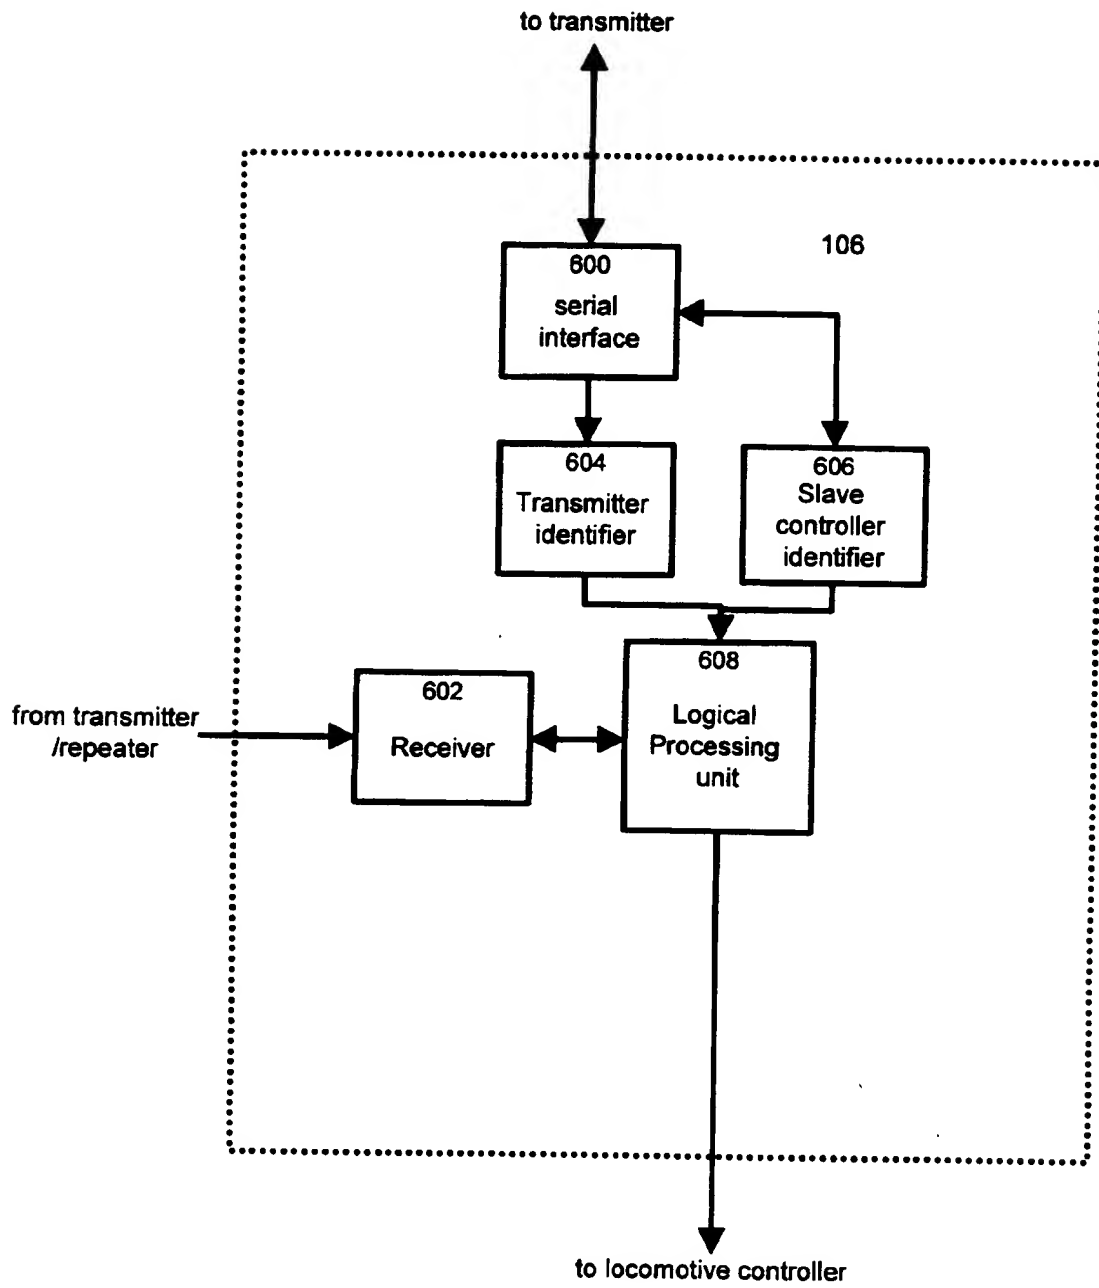 to transmitter
106
600
serial
interface
604
Transmitter
identifier
606
Slave
controller
identifier
608
Logical
Processing
unit
602
Receiver
from transmitter
/repeater
to locomotive controller